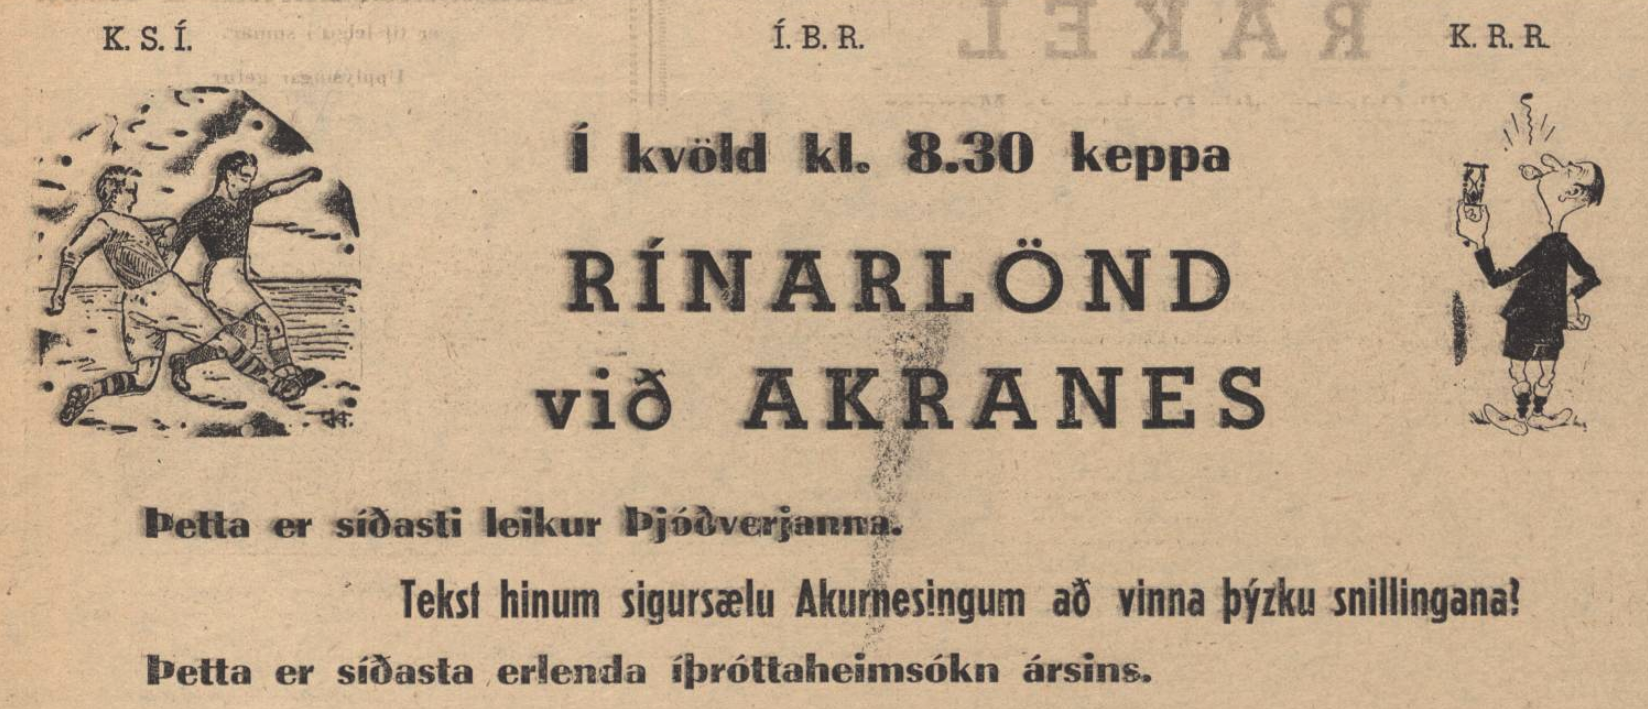 K. S. Í. Í. B. R. K. R. R.
Í kvöld kl. 8.30 keppa
RÍNARLÖND
við AKRANES
Þetta er síðasti leikur Þjóðverjanna.
Tekst hinum sigursælu Akurnesingum að vinna þýzku snillingana?
Þetta er síðasta erlenda íþróttaheimsókn ársins.